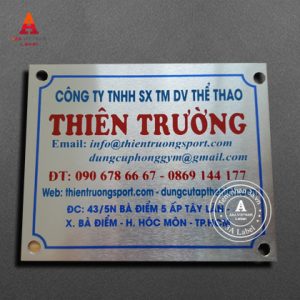 CÔNG TY TNHH SX TM DV THỂ THAO
THIÊN TRƯỜNG
Email: info@thientruongsport.com
dungcuphonggym@gmail.com
ĐT: 090 678 66 67 - 0869 144 177
Web: thientruongsport.com - dungcutapthe
ĐC: 43/5N BÀ ĐIỂM 5 ẤP TÂY LÂN
X. BÀ ĐIỂM - H. HÓC MÔN - TP.H